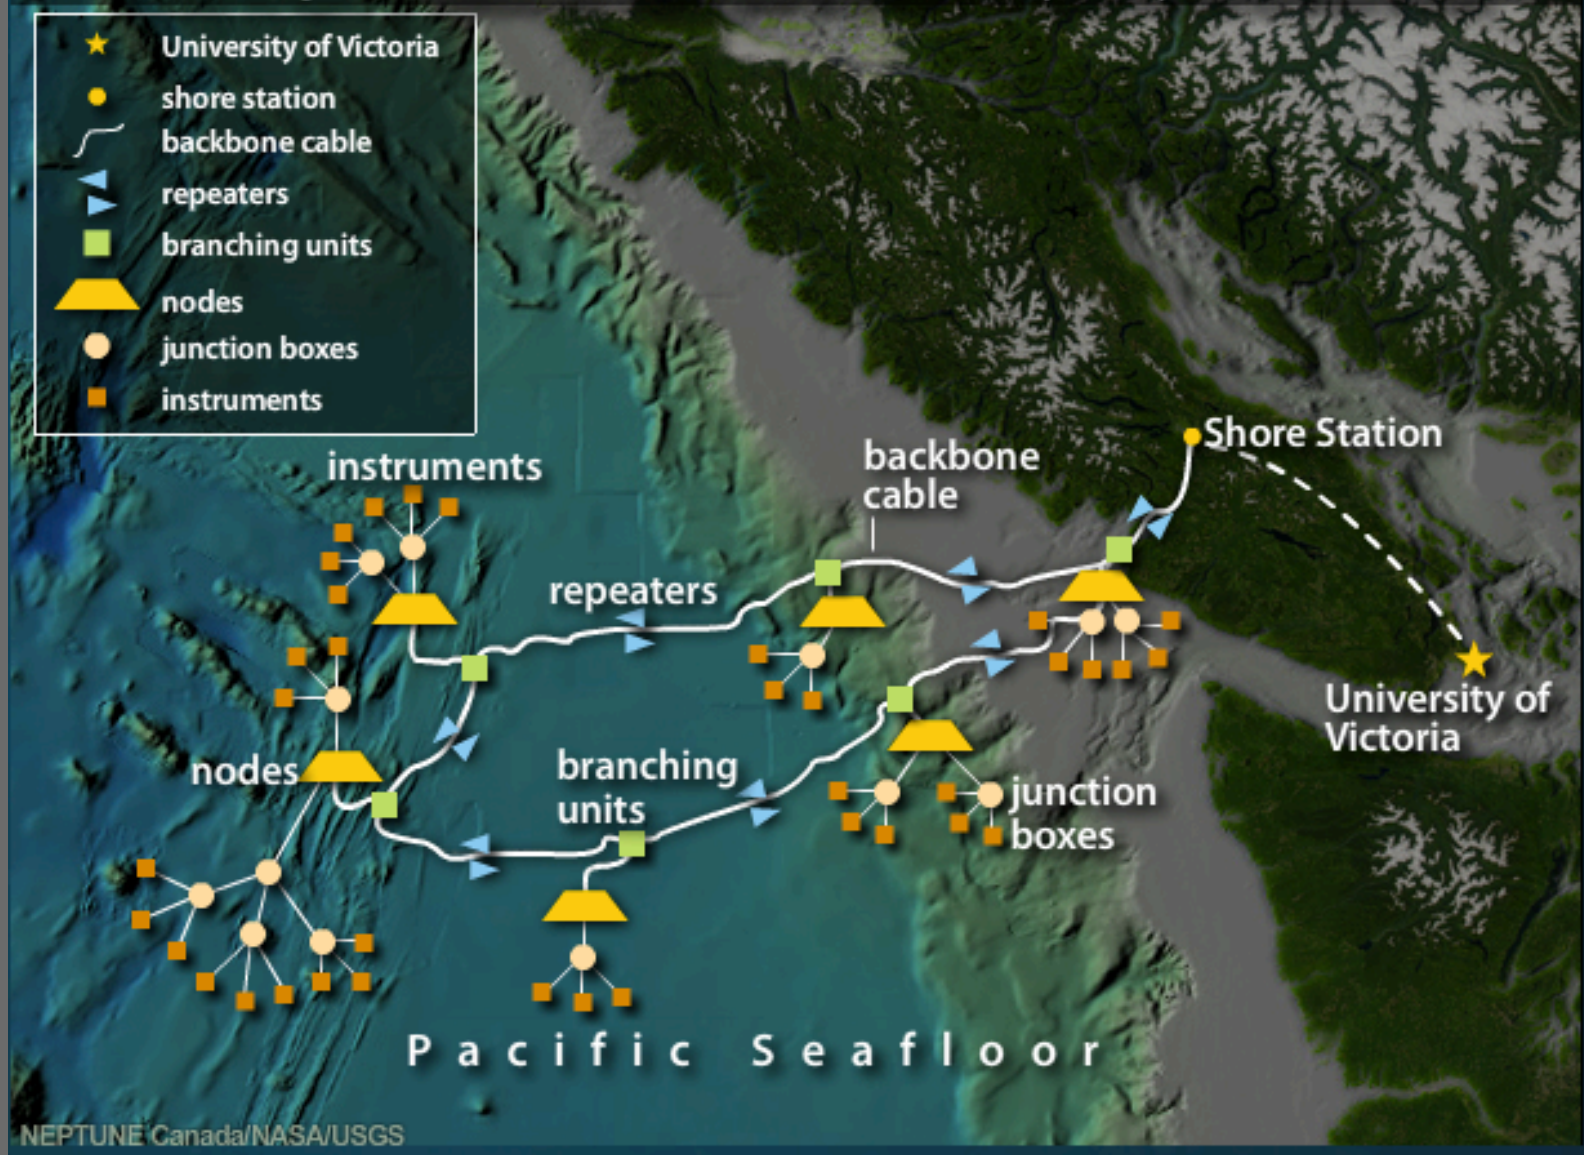 University of Victoria
shore station
backbone cable
repeaters
branching units
nodes
junction boxes
instruments
instruments
backbone
cable
Shore Station
repeaters
University of
Victoria
nodes
branching
units
junction
boxes
Pacific Seafloor
NEPTUNE Canada/NASA/USGS